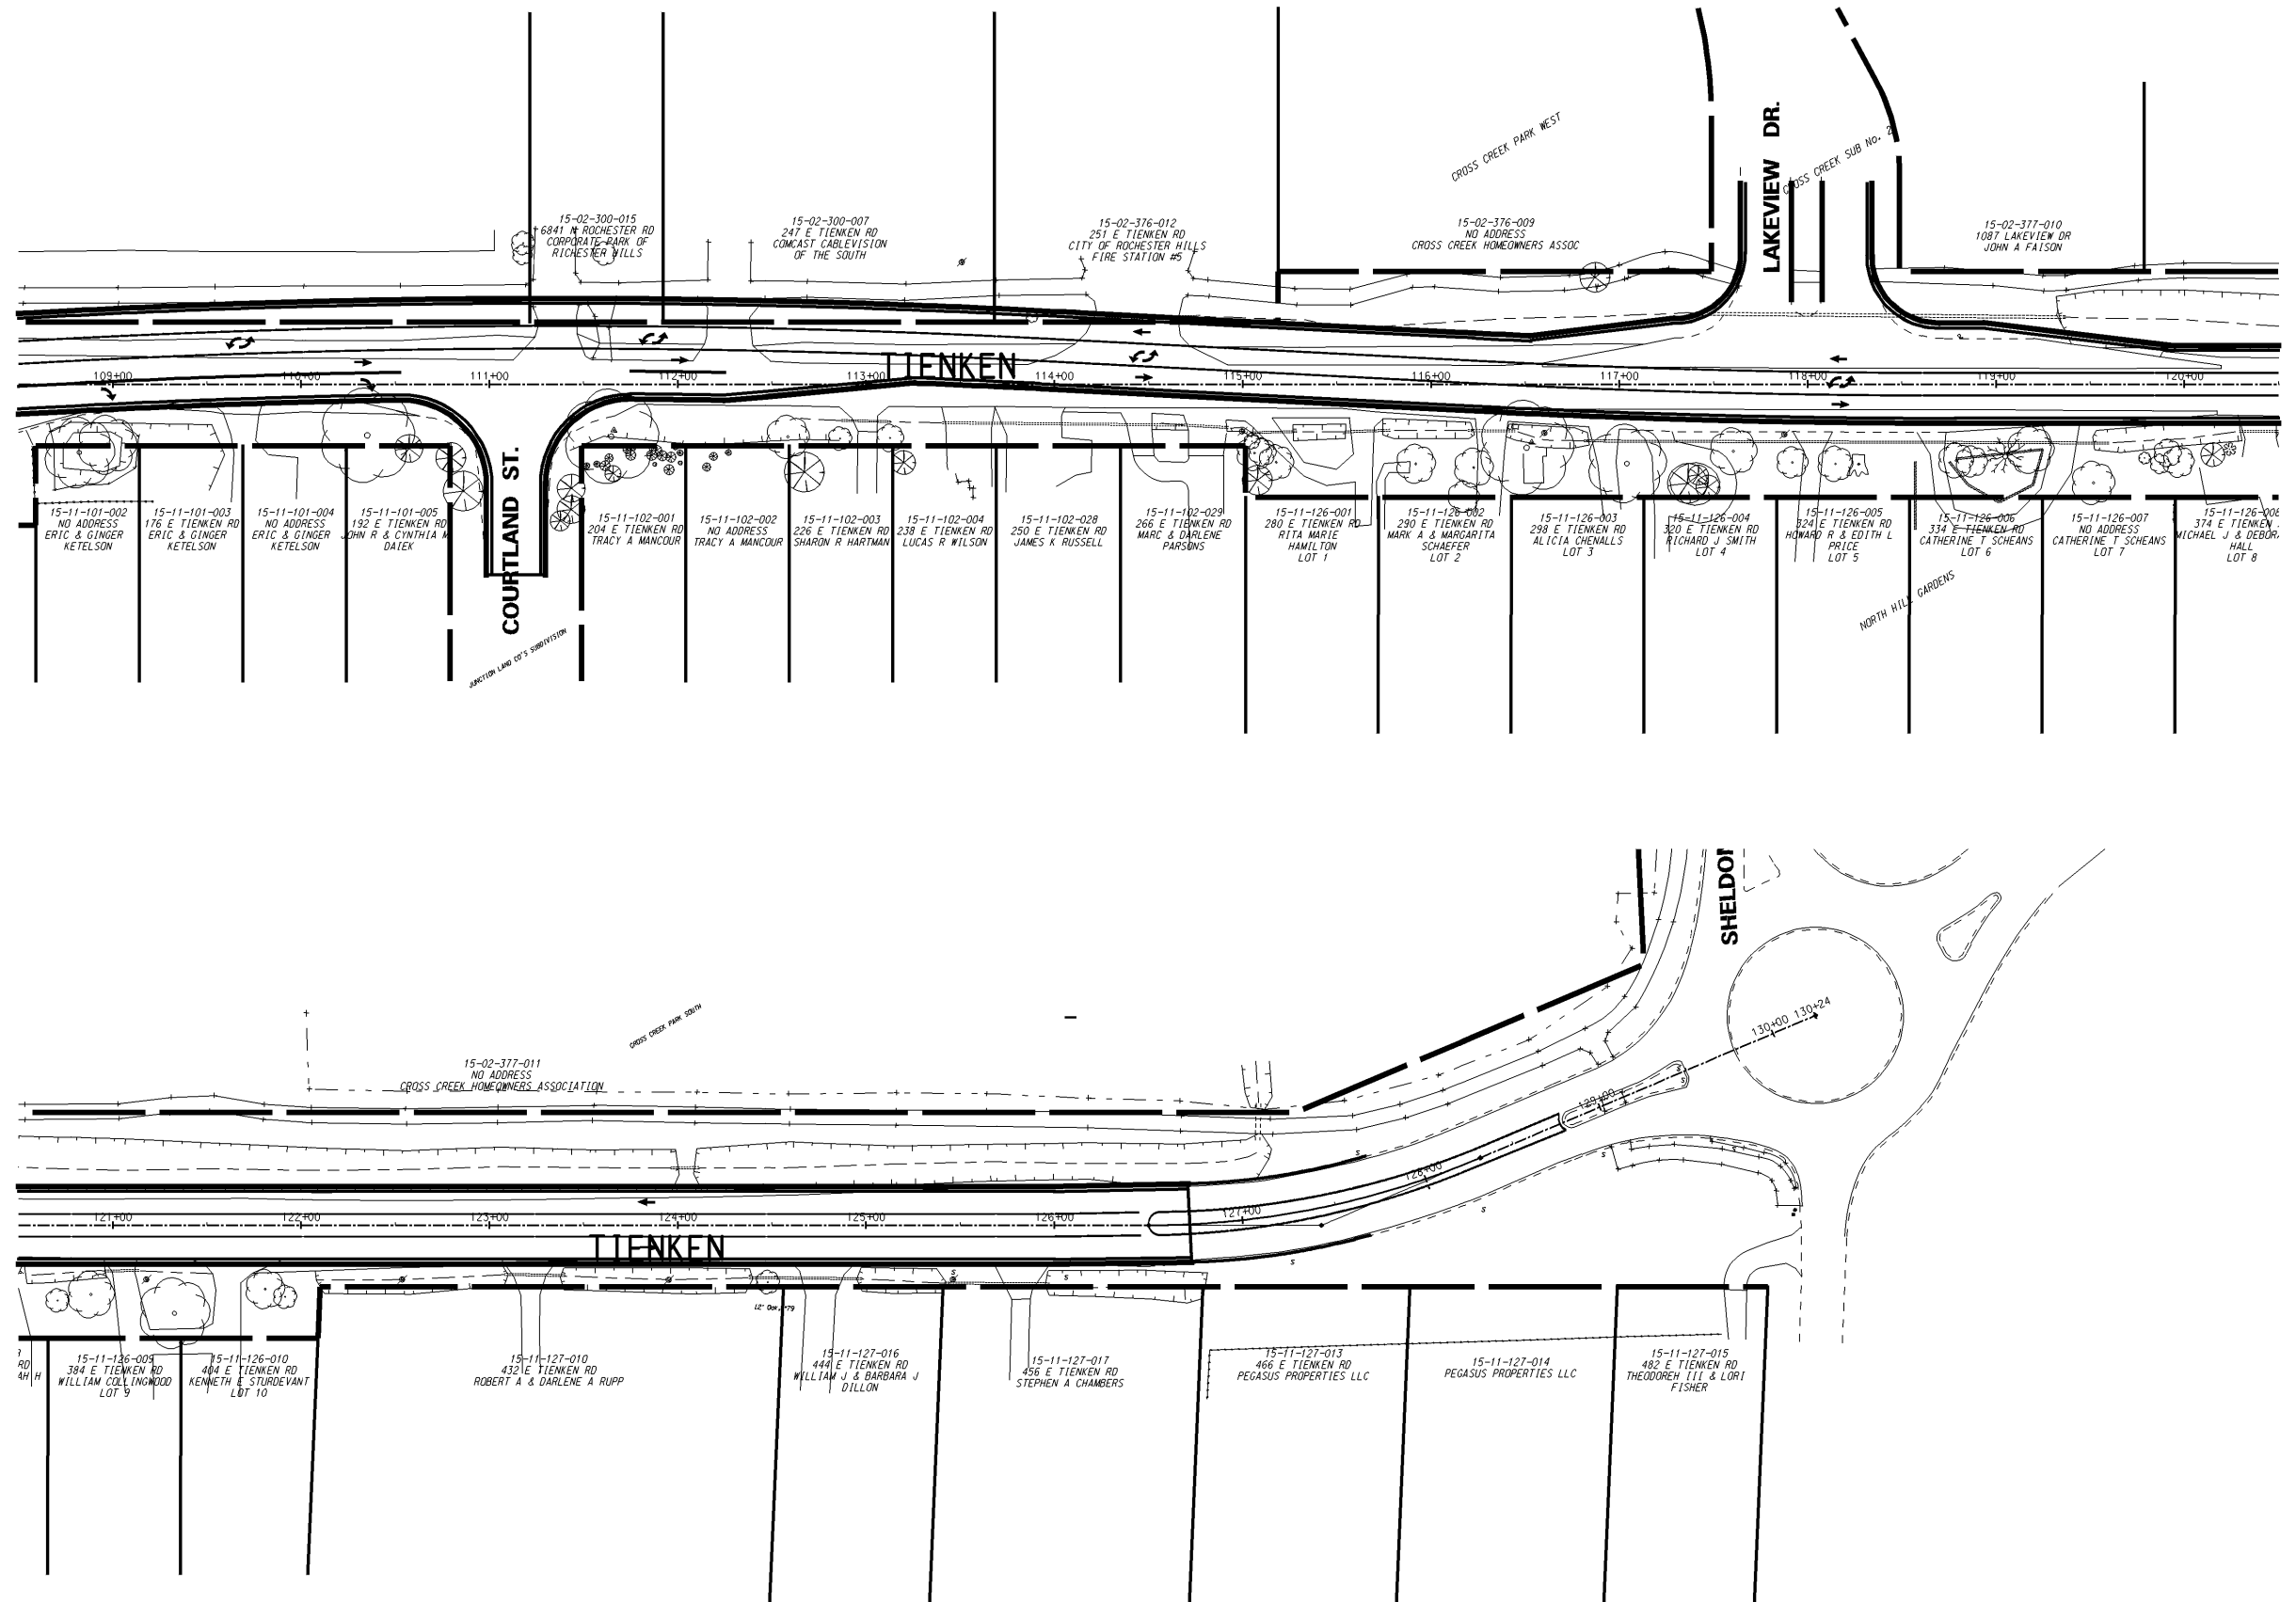 CROSS CREEK PARK WEST
LAKEVIEW DR.
CROSS CREEK SUB No. 2
15-02-300-015
6841 N ROCHESTER RD
CORPORATE PARK OF
RICHESTER HILLS
15-02-300-007
247 E TIENKEN RD
COMCAST CABLEVISION
OF THE SOUTH
15-02-376-012
251 E TIENKEN RD
CITY OF ROCHESTER HILLS
FIRE STATION #5
15-02-376-009
NO ADDRESS
CROSS CREEK HOMEOWNERS ASSOC
15-02-377-010
1087 LAKEVIEW DR
JOHN A FAISON
TIENKEN
109+00
110+00
111+00
112+00
113+00
114+00
115+00
116+00
117+00
118+00
119+00
120+00
COURTLAND ST.
15-11-101-002
NO ADDRESS
ERIC & GINGER
KETELSON
15-11-101-003
176 E TIENKEN RD
ERIC & GINGER
KETELSON
15-11-101-004
NO ADDRESS
ERIC & GINGER
KETELSON
15-11-101-005
192 E TIENKEN RD
JOHN R & CYNTHIA M
DAIEK
15-11-102-001
204 E TIENKEN RD
TRACY A MANCOUR
15-11-102-002
NO ADDRESS
TRACY A MANCOUR
15-11-102-003
226 E TIENKEN RD
SHARON R HARTMAN
15-11-102-004
238 E TIENKEN RD
LUCAS R WILSON
15-11-102-028
250 E TIENKEN RD
JAMES K RUSSELL
15-11-102-029
266 E TIENKEN RD
MARC & DARLENE
PARSONS
15-11-126-001
280 E TIENKEN RD
RITA MARIE
HAMILTON
LOT 1
15-11-126-002
290 E TIENKEN RD
MARK A & MARGARITA
SCHAEFER
LOT 2
15-11-126-003
298 E TIENKEN RD
ALICIA CHENALLS
LOT 3
15-11-126-004
320 E TIENKEN RD
RICHARD J SMITH
LOT 4
15-11-126-005
324 E TIENKEN RD
HOWARD R & EDITH L
PRICE
LOT 5
15-11-126-006
334 E TIENKEN RD
CATHERINE T SCHEANS
LOT 6
15-11-126-007
NO ADDRESS
CATHERINE T SCHEANS
LOT 7
15-11-126-008
374 E TIENKEN
MICHAEL J & DEBOR
HALL
LOT 8
JUNCTION LAND CO'S SUBDIVISION
NORTH HILL GARDENS
SHELDO
CROSS CREEK PARK SOUTH
15-02-377-011
NO ADDRESS
CROSS CREEK HOMEOWNERS ASSOCIATION
121+00
122+00
123+00
124+00
125+00
126+00
127+00
128+00
129+00
130+00
130+24
TIENKEN
RD
AH H
15-11-126-009
384 E TIENKEN RD
WILLIAM COLLINGWOOD
LOT 9
15-11-126-010
404 E TIENKEN RD
KENNETH E STURDEVANT
LOT 10
15-11-127-010
432 E TIENKEN RD
ROBERT A & DARLENE A RUPP
15-11-127-016
444 E TIENKEN RD
WILLIAM J & BARBARA J
DILLON
15-11-127-017
456 E TIENKEN RD
STEPHEN A CHAMBERS
15-11-127-013
466 E TIENKEN RD
PEGASUS PROPERTIES LLC
15-11-127-014
PEGASUS PROPERTIES LLC
15-11-127-015
482 E TIENKEN RD
THEODOREH III & LORI
FISHER